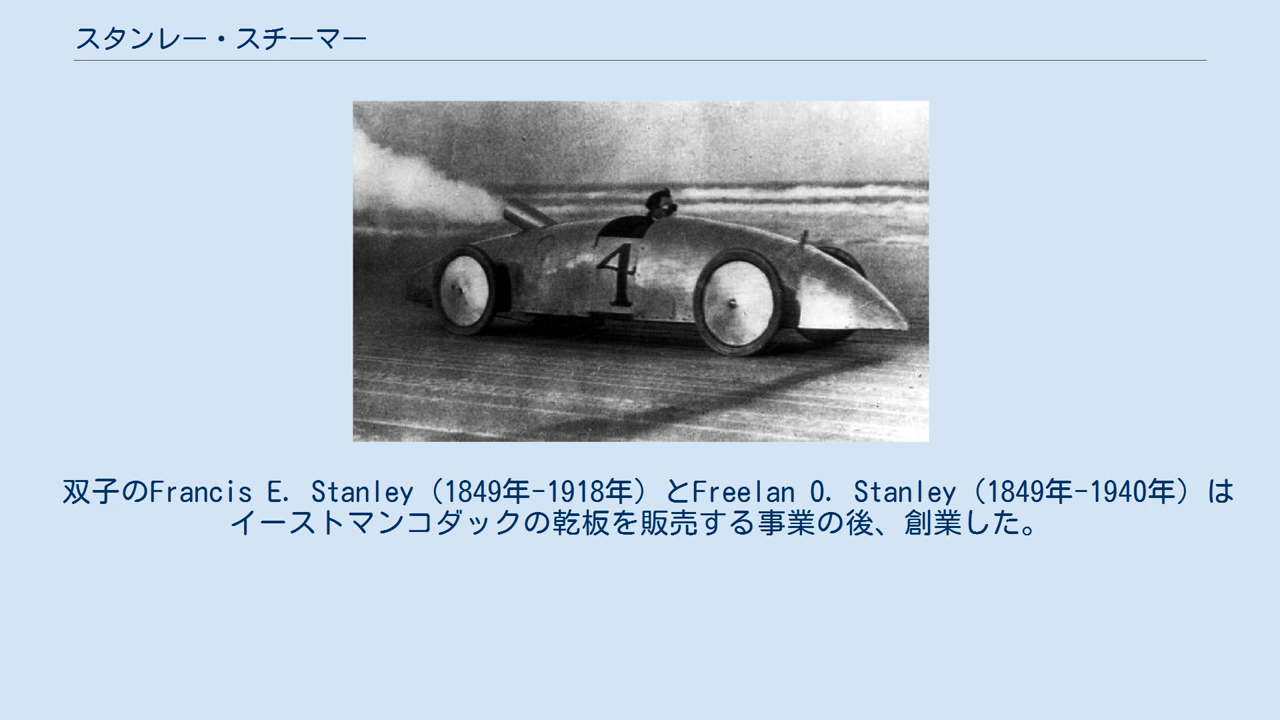 スタンレー・スチーマー
4
双子のFrancis E. Stanley（1849年-1918年）とFreelan O. Stanley（1849年-1940年）は
イーストマンコダックの乾板を販売する事業の後、創業した。